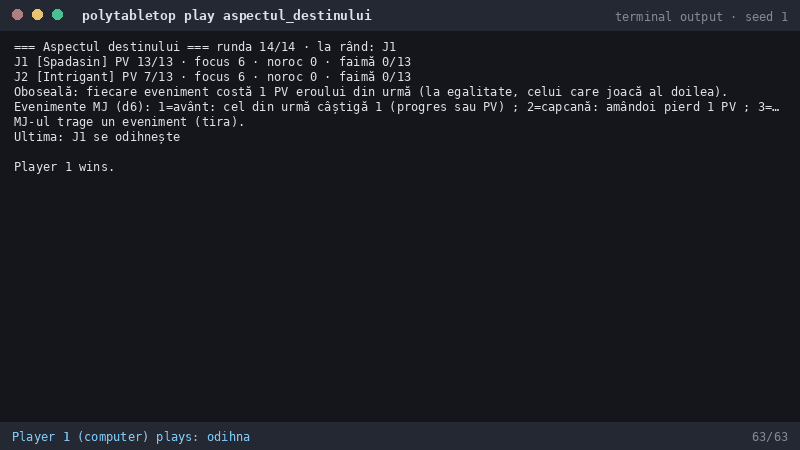 polytabletop play aspectul_destinului
terminal output · seed 1
=== Aspectul destinului === runda 14/14 · la rând: J1
J1 [Spadasin] PV 13/13 · focus 6 · noroc 0 · faimă 0/13
J2 [Intrigant] PV 7/13 · focus 6 · noroc 0 · faimă 0/13
Oboseală: fiecare eveniment costă 1 PV eroului din urmă (la egalitate, celui care joacă al doilea).
Evenimente MJ (d6): 1=avânt: cel din urmă câștigă 1 (progres sau PV) ; 2=capcană: amândoi pierd 1 PV ; 3=…
MJ-ul trage un eveniment (tira).
Ultima: J1 se odihnește
Player 1 wins.
Player 1 (computer) plays: odihna
63/63